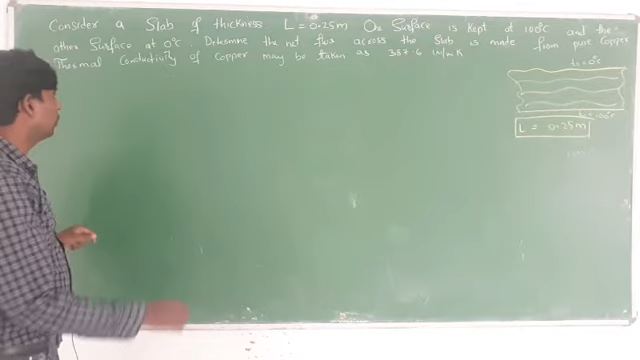 Consider a Slab of thickness L = 0.25m One Surface is kept at 100°c and the
other Surface at 0°c. Determine the net flux across the Slab is made from pure Copper
Thermal Conductivity of Copper may be taken as 387.6 W/mK
t₂ = 0°c
t₁ = 100°c
L = 0.25m